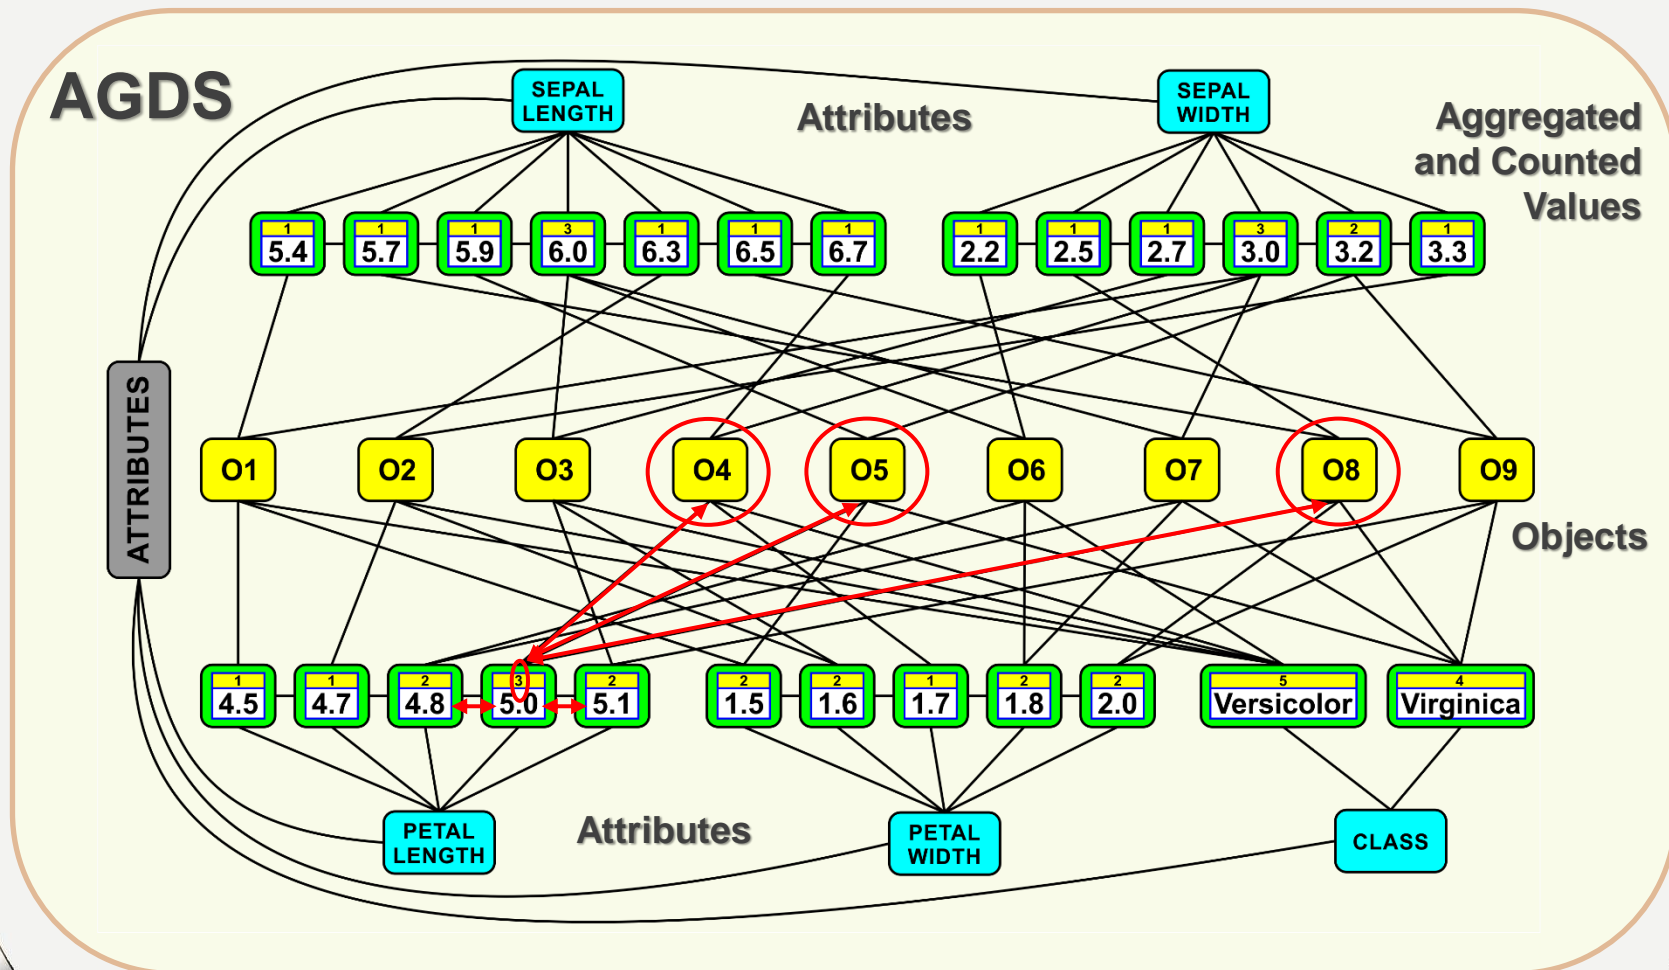 AGDS
SEPAL
LENGTH
Attributes
SEPAL
WIDTH
Aggregated
and Counted
Values
1 1 1 3 1 1 1
5.4 5.7 5.9 6.0 6.3 6.5 6.7
1 1 1 3 2 1
2.2 2.5 2.7 3.0 3.2 3.3
ATTRIBUTES
O1 O2 O3 O4 O5 O6 O7 O8 O9
Objects
1 1 2 3 2
4.5 4.7 4.8 5.0 5.1
2 2 1 2 2
1.5 1.6 1.7 1.8 2.0
5 4
Versicolor Virginica
PETAL
LENGTH
Attributes
PETAL
WIDTH
CLASS